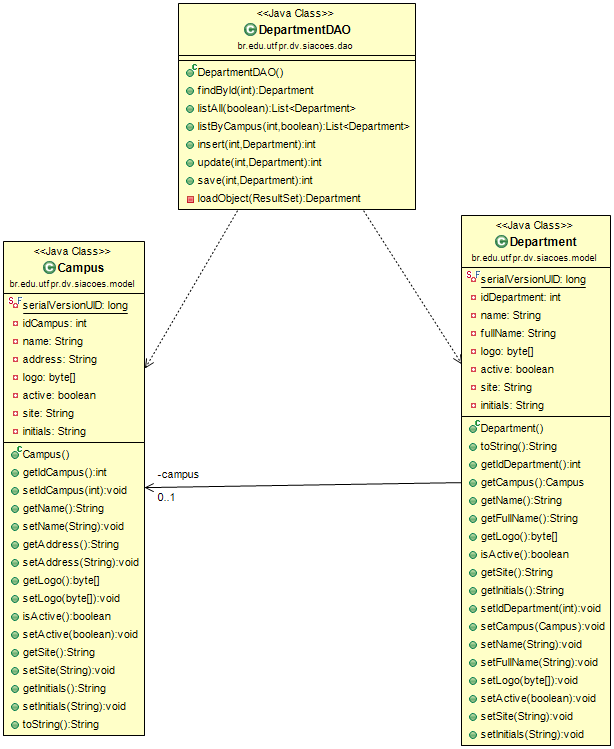 <<Java Class>>
DepartmentDAO
br.edu.utfpr.dv.siacoes.dao
DepartmentDAO()
findById(int):Department
listAll(boolean):List<Department>
listByCampus(int,boolean):List<Department>
insert(int,Department):int
update(int,Department):int
save(int,Department):int
loadObject(ResultSet):Department
<<Java Class>>
Campus
br.edu.utfpr.dv.siacoes.model
serialVersionUID: long
idCampus: int
name: String
address: String
logo: byte[]
active: boolean
site: String
initials: String
Campus()
getIdCampus():int
setIdCampus(int):void
getName():String
setName(String):void
getAddress():String
setAddress(String):void
getLogo():byte[]
setLogo(byte[]):void
isActive():boolean
setActive(boolean):void
getSite():String
setSite(String):void
getInitials():String
setInitials(String):void
toString():String
-campus
0..1
<<Java Class>>
Department
br.edu.utfpr.dv.siacoes.model
serialVersionUID: long
idDepartment: int
name: String
fullName: String
logo: byte[]
active: boolean
site: String
initials: String
Department()
toString():String
getIdDepartment():int
getCampus():Campus
getName():String
getFullName():String
getLogo():byte[]
isActive():boolean
getSite():String
getInitials():String
setIdDepartment(int):void
setCampus(Campus):void
setName(String):void
setFullName(String):void
setLogo(byte[]):void
setActive(boolean):void
setSite(String):void
setInitials(String):void